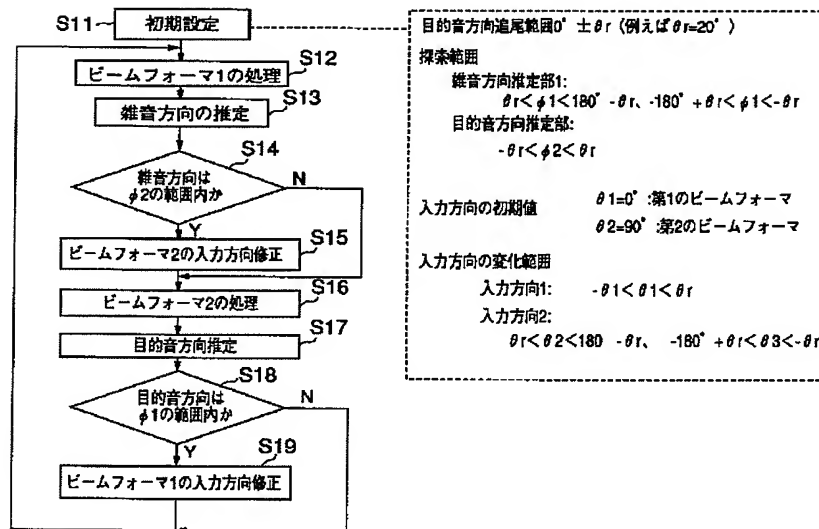 S11
初期設定
S12
ビームフォーマ1の処理
S13
雑音方向の推定
S14
雑音方向は
φ2の範囲内か
N
Y
S15
ビームフォーマ2の入力方向修正
S16
ビームフォーマ2の処理
S17
目的音方向推定
S18
目的音方向は
φ1の範囲内か
N
Y
S19
ビームフォーマ1の入力方向修正
目的音方向追尾範囲0° ±θr (例えばθr=20°)
探索範囲
雑音方向推定部1:
θr<φ1<180° -θr、-180° +θr<φ1<-θr
目的音方向推定部:
-θr<φ2<θr
入力方向の初期値 θ1=0° :第1のビームフォーマ
θ2=90° :第2のビームフォーマ
入力方向の変化範囲
入力方向1: -θ1<θ1<θr
入力方向2:
θr<θ2<180 -θr、 -180° +θr<θ3<-θr